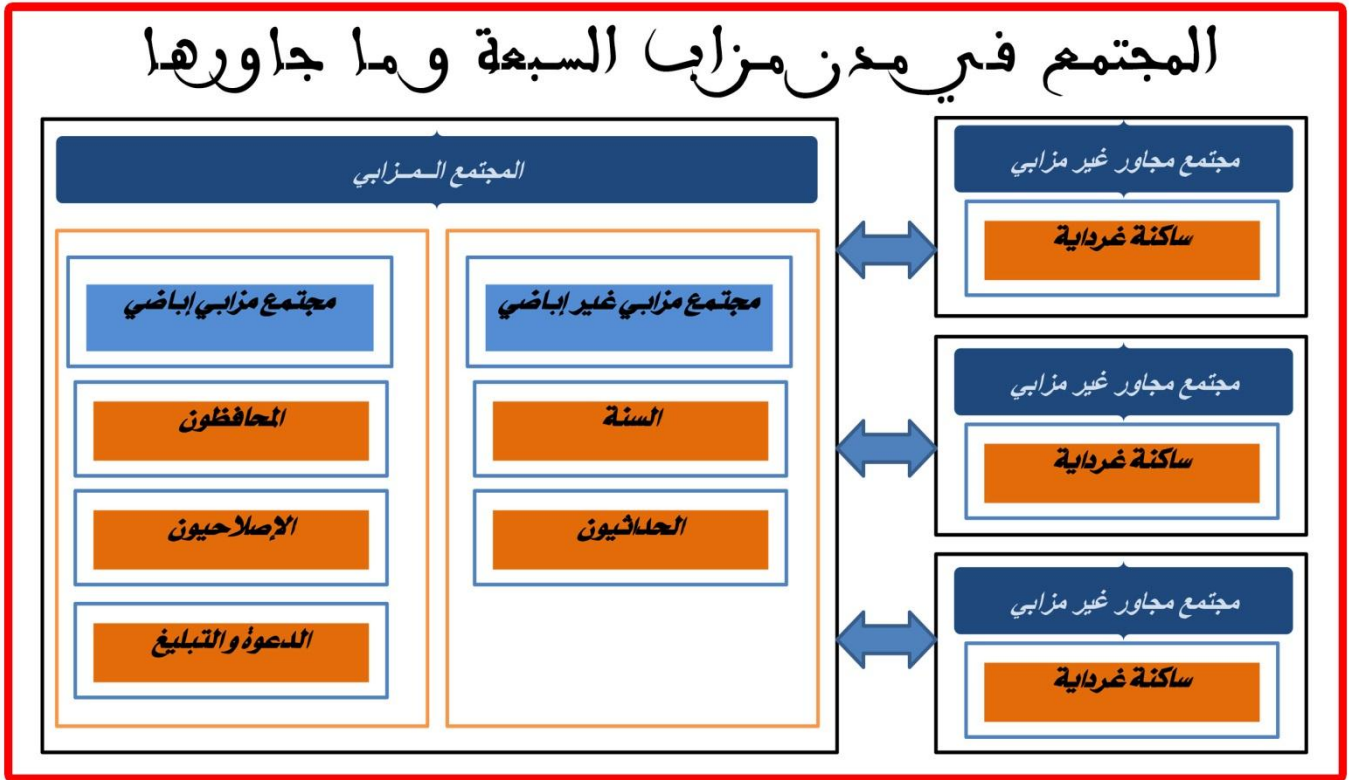 المجتمع في مدن مزاب السبعة و ما جاورها
مجتمع مجاور غير مزابي
ساكنة غرداية
مجتمع مجاور غير مزابي
ساكنة غرداية
مجتمع مجاور غير مزابي
ساكنة غرداية
المجتمع الـمـزابي
مجتمع مزابي غير إباضي
السنة
الحداثيون
مجتمع مزابي إباضي
المحافظون
الإصلاحيون
الدعوة والتبليغ